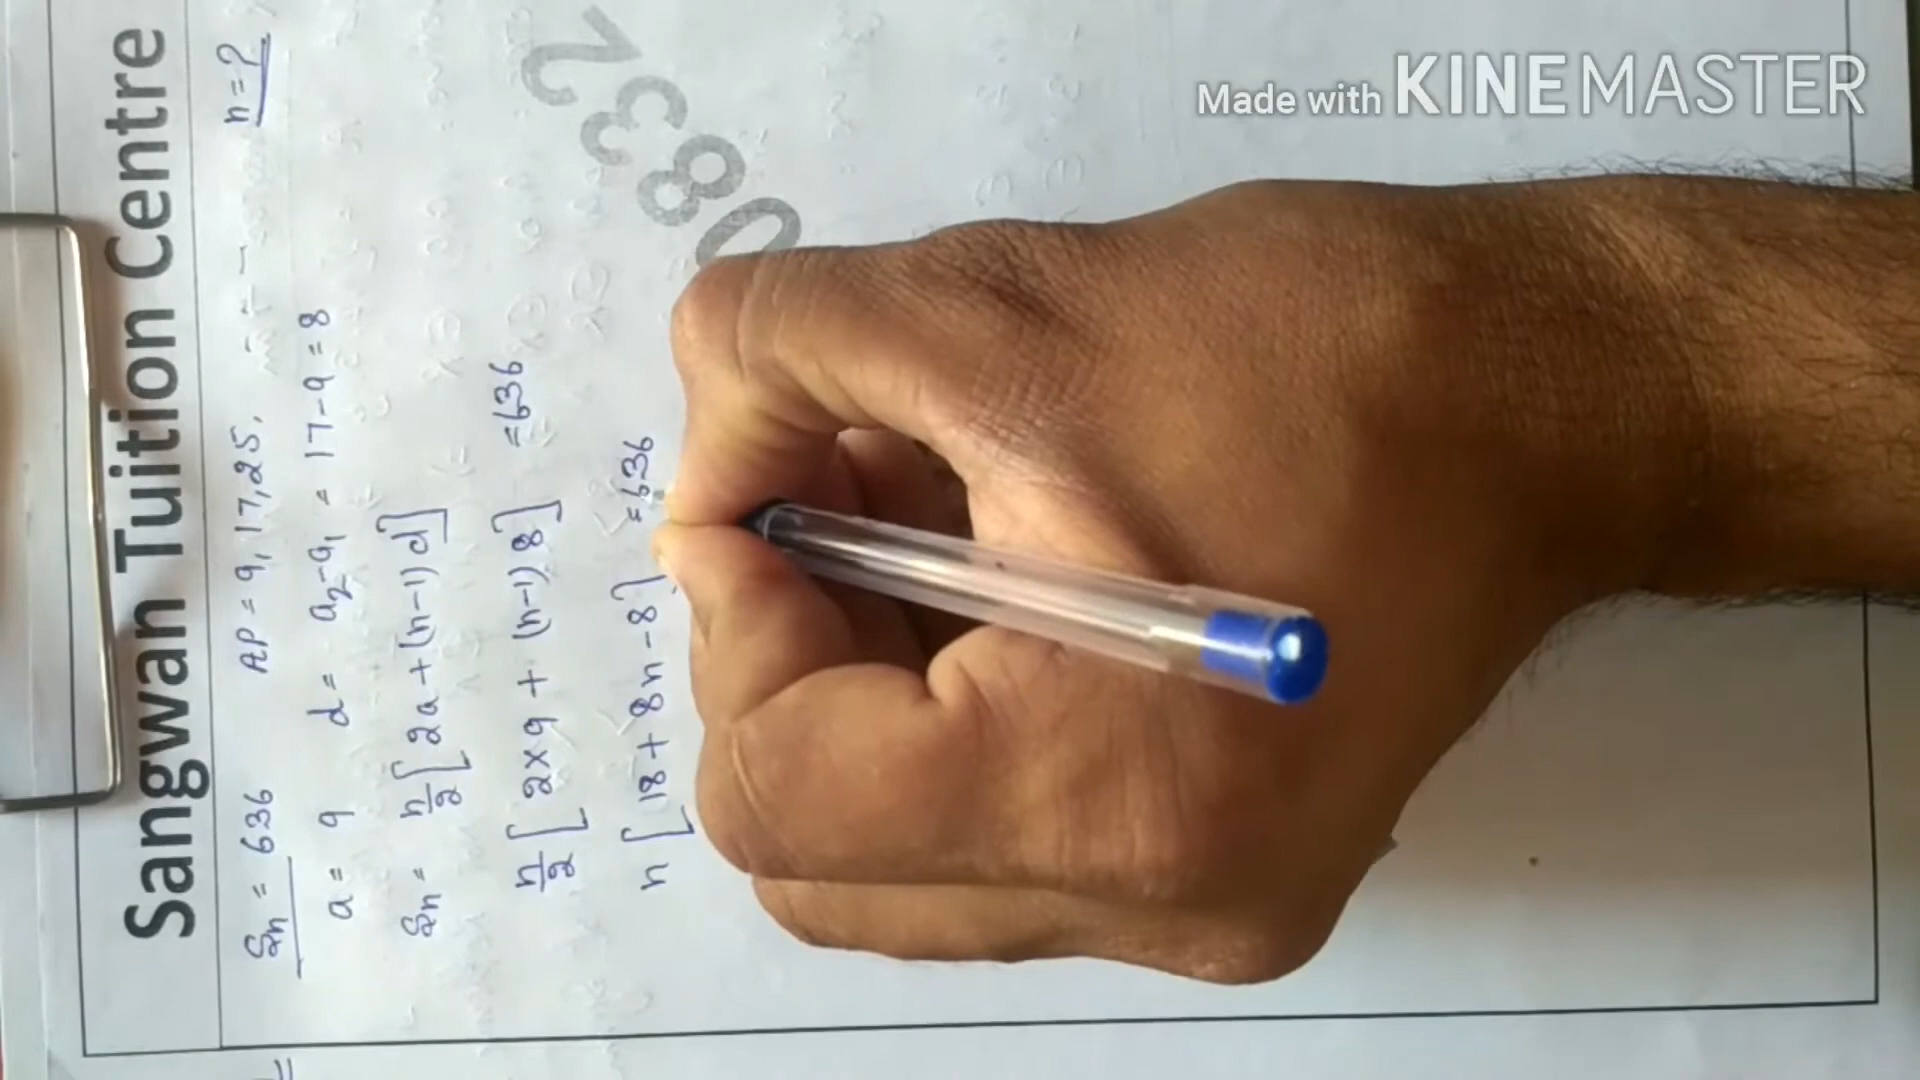 Made with KINEMASTER
Sangwan Tuition Centre
Sn = 636 AP = 9, 17, 25, n = ?
a = 9 d = a2 - a1 = 17 - 9 = 8
Sn = n/2 [2a + (n-1) d]
n/2 [2×9 + (n-1) 8] = 636
n [18 + 8n - 8] = 636
2380